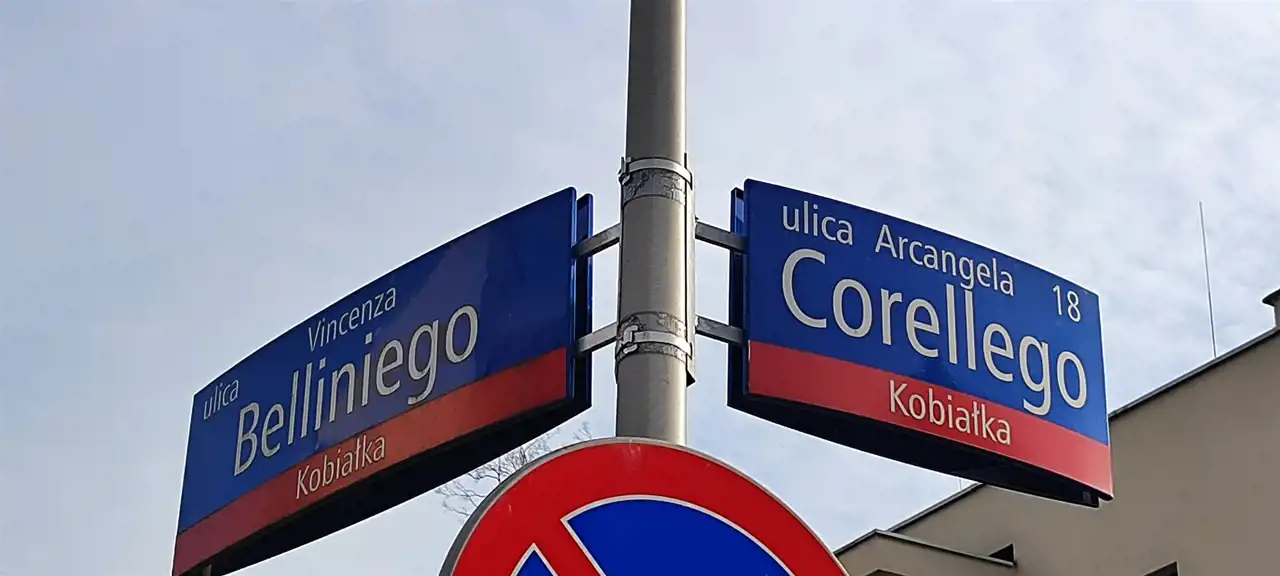 ulica Vincenza
Belliniego
Kobiałka
ulica Arcangela 18
Corellego
Kobiałka